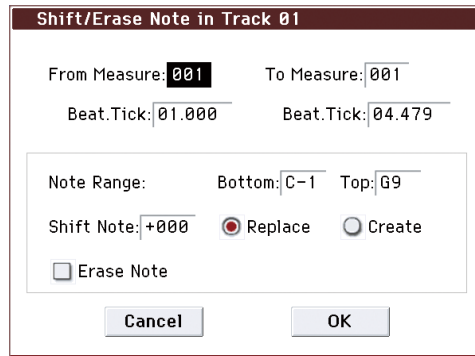 Shift/Erase Note in Track 01
From Measure: 001 To Measure: 001
Beat.Tick: 01.000 Beat.Tick: 04.479
Note Range: Bottom: C-1 Top: G9
Shift Note: +000 Replace Create
Erase Note
Cancel OK